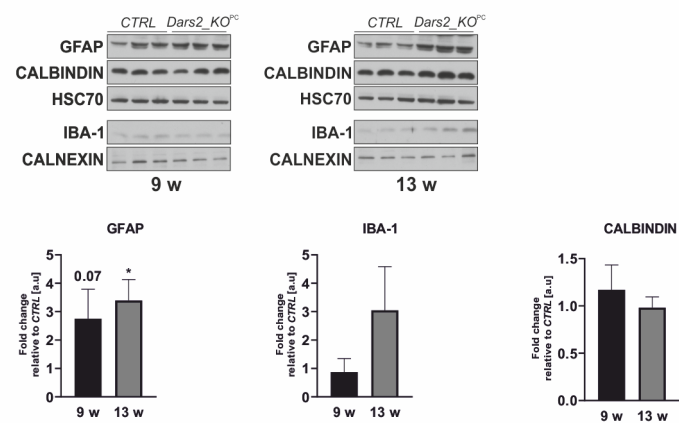 CTRL Dars2_KO^PC CTRL Dars2_KO^PC
GFAP GFAP
CALBINDIN CALBINDIN
HSC70 HSC70
IBA-1 IBA-1
CALNEXIN CALNEXIN
9 w 13 w
GFAP
Fold change
relative to CTRL [a.u]
5
4
3
2
1
0
0.07
*
9 w 13 w
IBA-1
Fold change
relative to CTRL [a.u]
5
4
3
2
1
0
9 w 13 w
CALBINDIN
Fold change
relative to CTRL [a.u]
1.5
1.0
0.5
0.0
9 w 13 w